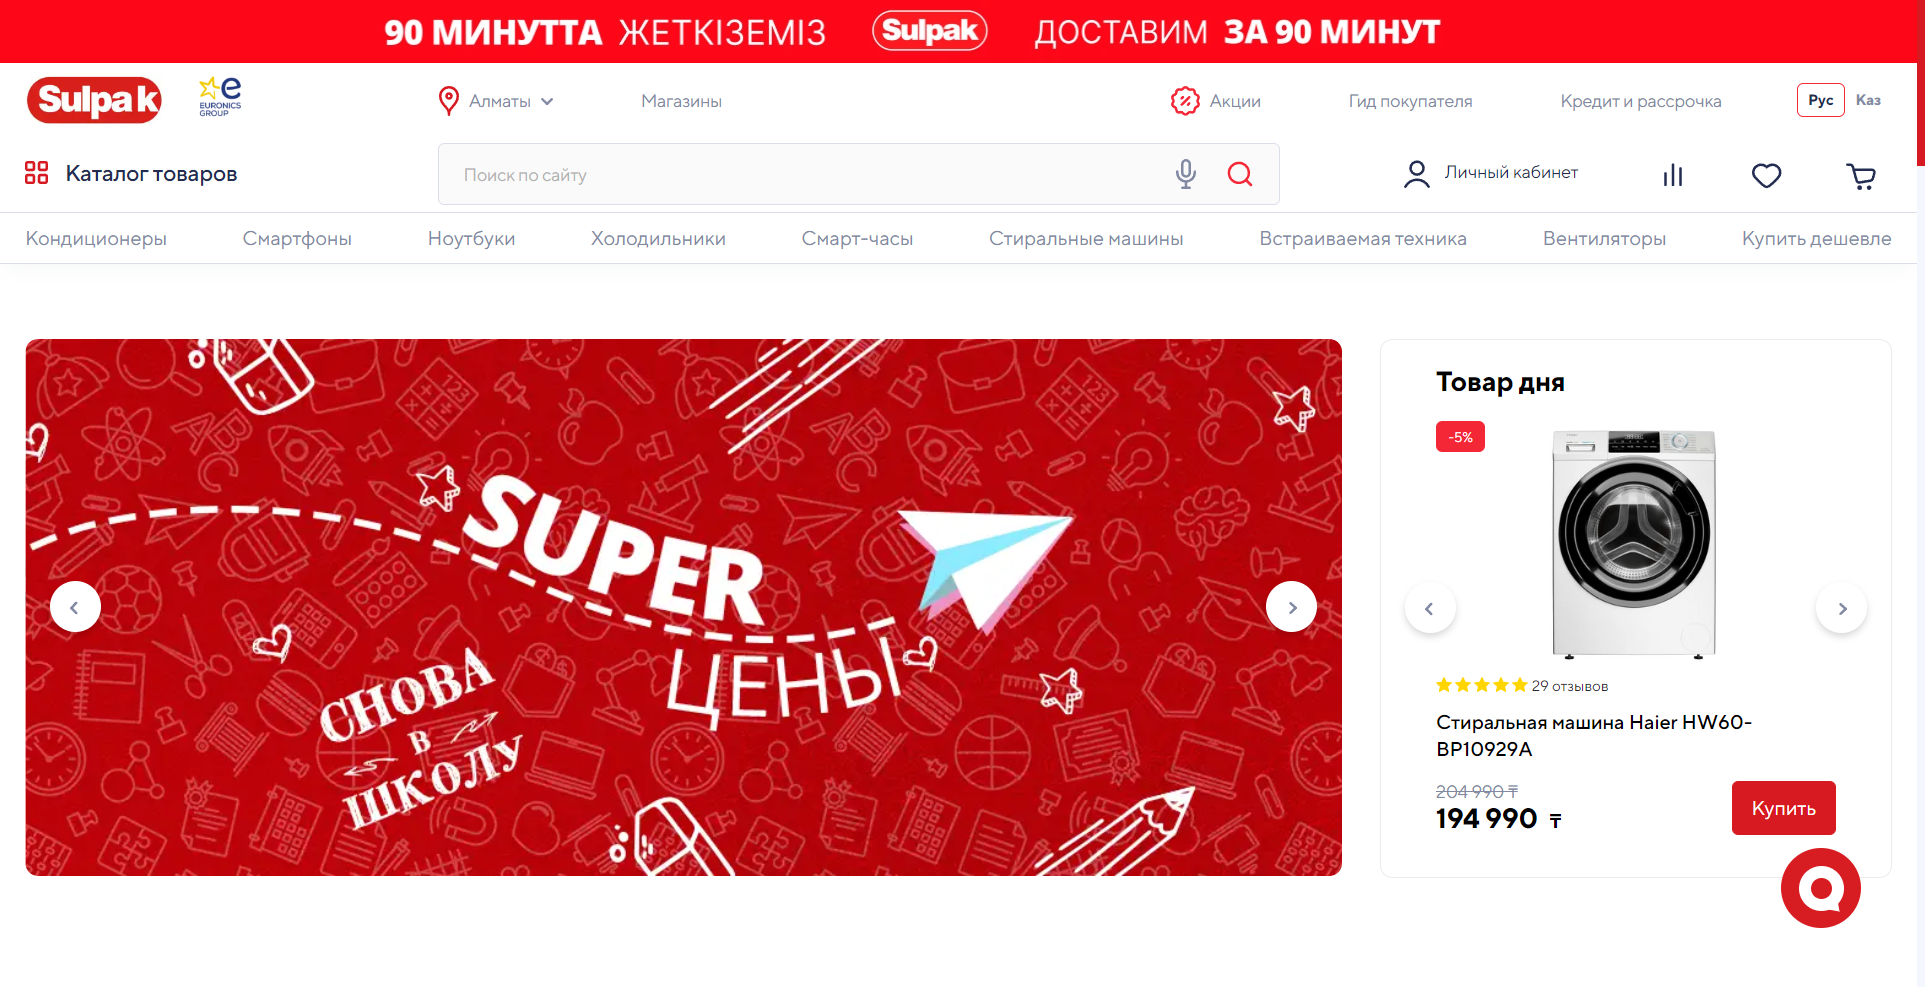 90 МИНУТТА ЖЕТКІЗЕМІЗ Sulpak ДОСТАВИМ ЗА 90 МИНУТ
Sulpak
e
EURONICS
GROUP
Алматы
Магазины
Акции
Гид покупателя
Кредит и рассрочка
Рус
Каз
Каталог товаров
Поиск по сайту
Личный кабинет
Кондиционеры
Смартфоны
Ноутбуки
Холодильники
Смарт-часы
Стиральные машины
Встраиваемая техника
Вентиляторы
Купить дешевле
SUPER
ЦЕНЫ
СНОВА
В
ШКОЛУ
Товар дня
-5%
29 отзывов
Стиральная машина Haier HW60-
BP10929A
204 990 ₸
194 990 ₸
Купить